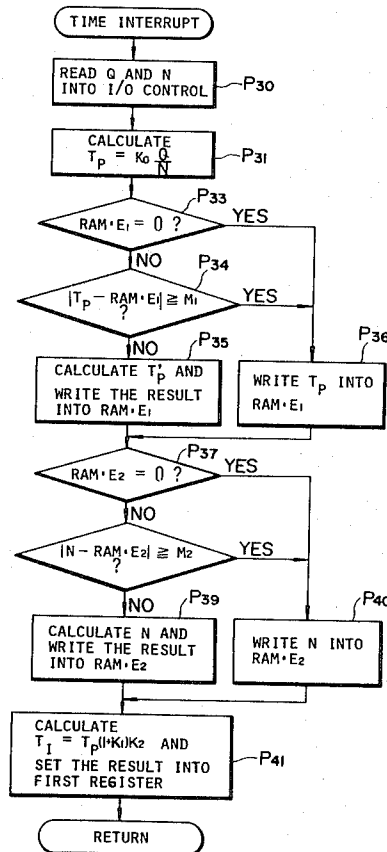 TIME INTERRUPT
READ Q AND N
INTO I/O CONTROL
P30
CALCULATE
TP = K0 Q/N
P31
P33
RAM·E1 = 0 ?
YES
NO
P34
|TP – RAM·E1| ≧ M1
?
YES
NO
P35
CALCULATE T'P AND
WRITE THE RESULT
INTO RAM·E1
P36
WRITE TP INTO
RAM·E1
P37
RAM·E2 = 0 ?
YES
NO
|N – RAM·E2| ≧ M2
?
YES
NO
P39
CALCULATE N AND
WRITE THE RESULT
INTO RAM·E2
P40
WRITE N INTO
RAM·E2
CALCULATE
TI = TP(1+K1)K2 AND
SET THE RESULT INTO
FIRST REGISTER
P41
RETURN